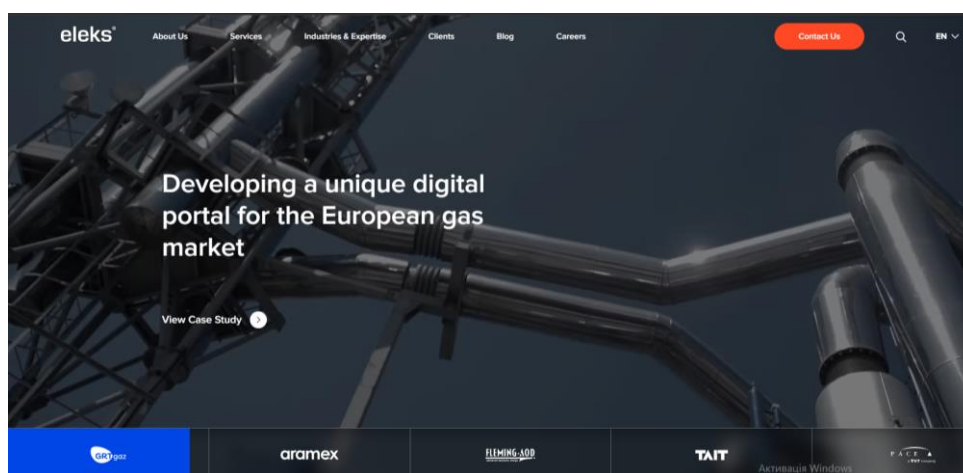 eleks®
About Us Services Industries & Expertise Clients Blog Careers Contact Us EN
Developing a unique digital
portal for the European gas
market
View Case Study
GRTgaz aramex FLEMING-AOD TAIT PACE
Активація Windows